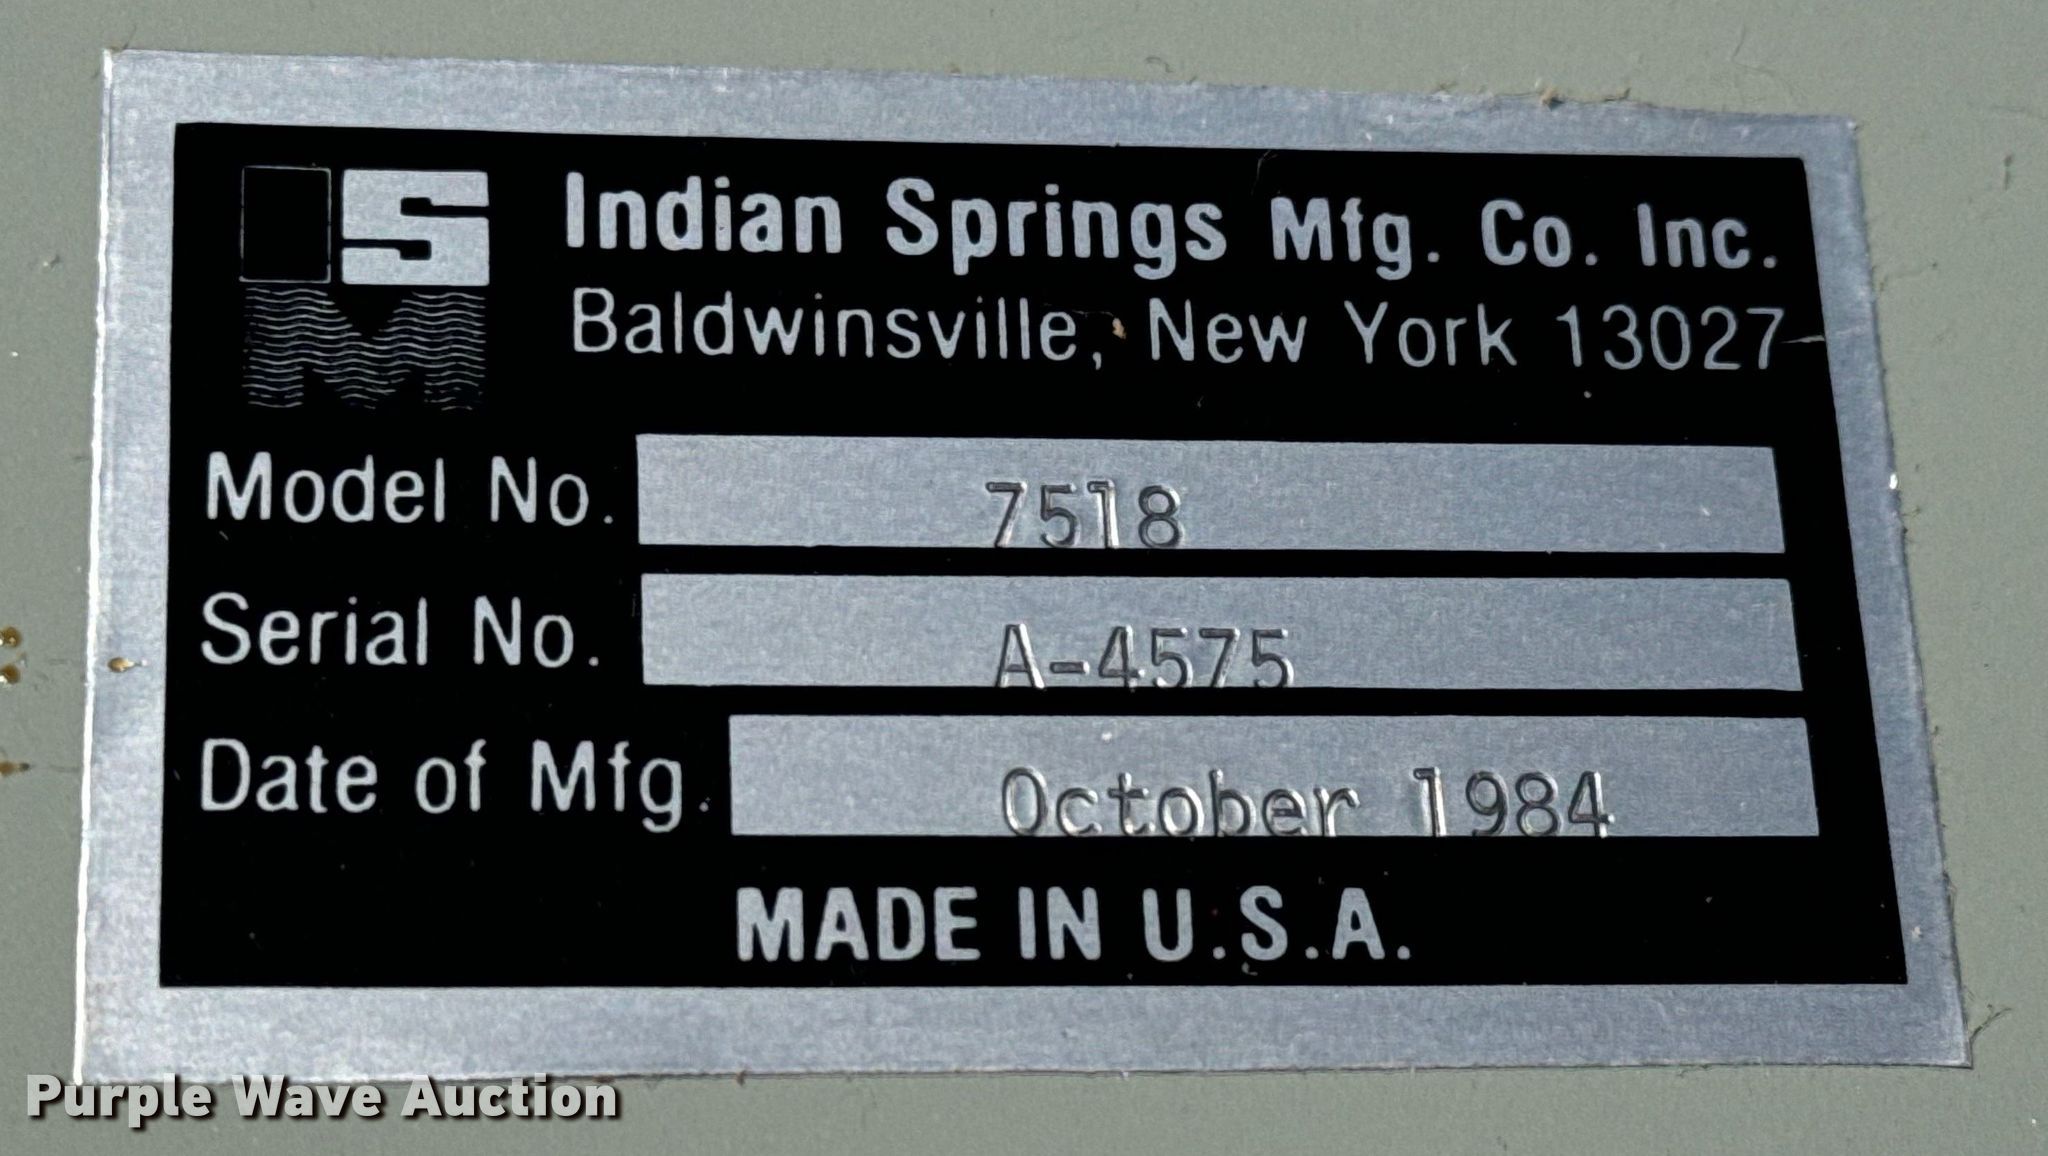 ISM
Indian Springs Mfg. Co. Inc.
Baldwinsville, New York 13027
Model No. 7518
Serial No. A-4575
Date of Mfg. October 1984
MADE IN U.S.A.
Purple Wave Auction